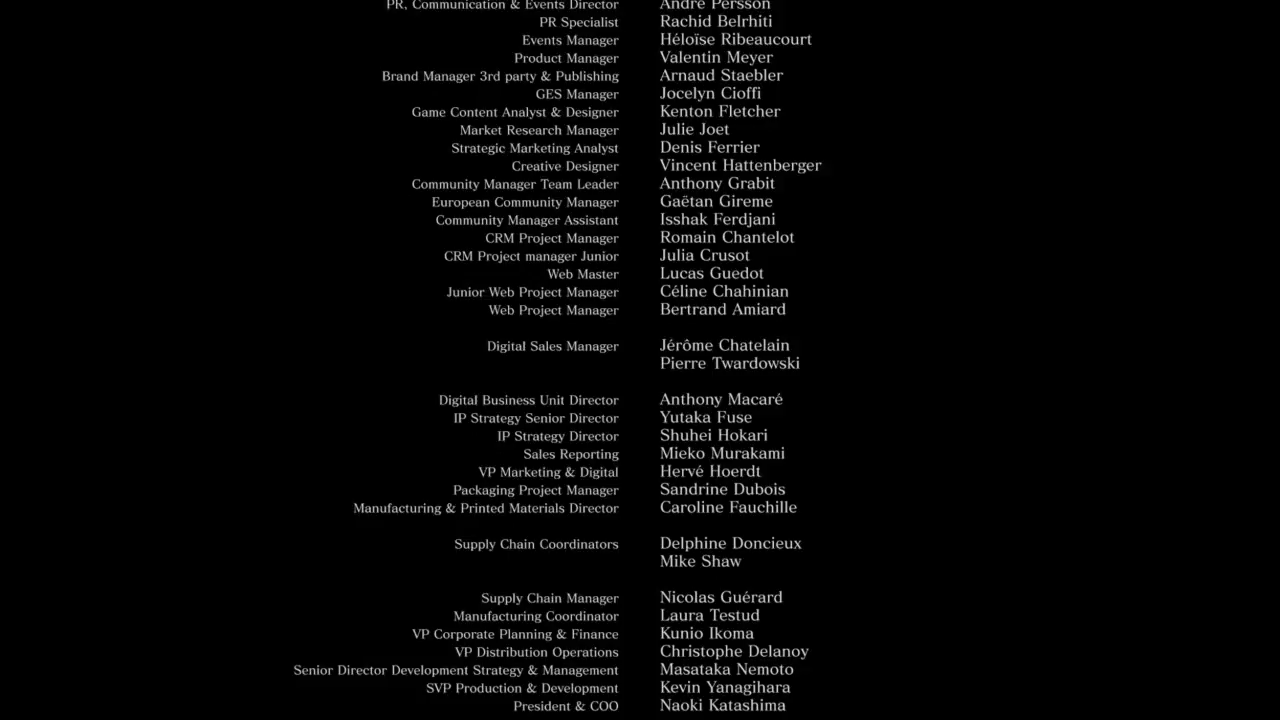 PR, Communication & Events Director André Persson
PR Specialist Rachid Belrhiti
Events Manager Héloïse Ribeaucourt
Product Manager Valentin Meyer
Brand Manager 3rd party & Publishing Arnaud Staebler
GES Manager Jocelyn Cioffi
Game Content Analyst & Designer Kenton Fletcher
Market Research Manager Julie Joet
Strategic Marketing Analyst Denis Ferrier
Creative Designer Vincent Hattenberger
Community Manager Team Leader Anthony Grabit
European Community Manager Gaëtan Gireme
Community Manager Assistant Isshak Ferdjani
CRM Project Manager Romain Chantelot
CRM Project manager Junior Julia Crusot
Web Master Lucas Guedot
Junior Web Project Manager Céline Chahinian
Web Project Manager Bertrand Amiard
Digital Sales Manager Jérôme Chatelain
Pierre Twardowski
Digital Business Unit Director Anthony Macaré
IP Strategy Senior Director Yutaka Fuse
IP Strategy Director Shuhei Hokari
Sales Reporting Mieko Murakami
VP Marketing & Digital Hervé Hoerdt
Packaging Project Manager Sandrine Dubois
Manufacturing & Printed Materials Director Caroline Fauchille
Supply Chain Coordinators Delphine Doncieux
Mike Shaw
Supply Chain Manager Nicolas Guérard
Manufacturing Coordinator Laura Testud
VP Corporate Planning & Finance Kunio Ikoma
VP Distribution Operations Christophe Delanoy
Senior Director Development Strategy & Management Masataka Nemoto
SVP Production & Development Kevin Yanagihara
President & COO Naoki Katashima